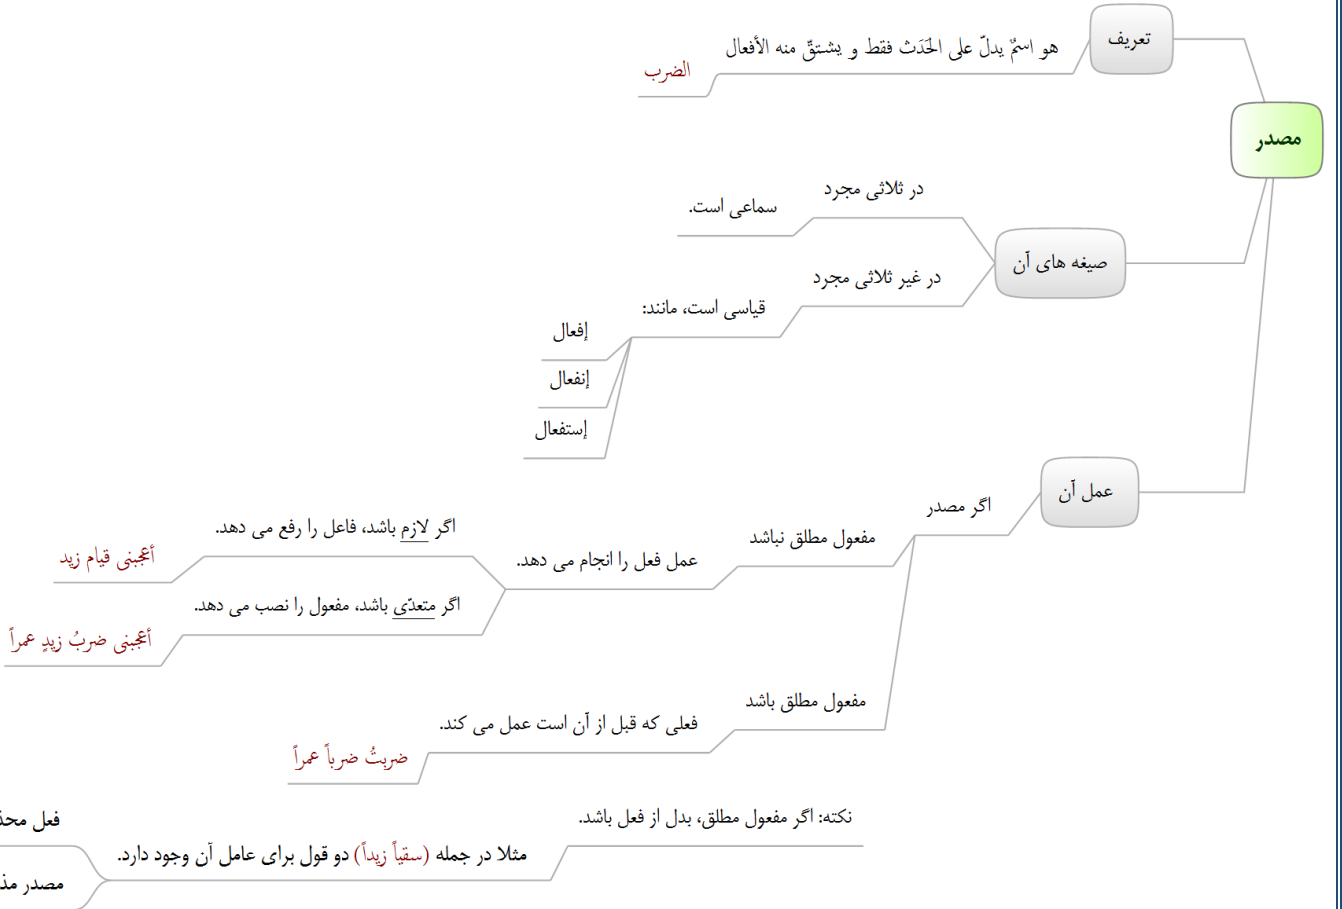 مصدر
تعریف
هو اسمٌ یدلّ علی الحَدَث فقط و یشتقّ منه الأفعال
الضرب
صیغه های آن
در ثلاثی مجرد
سماعی است.
در غیر ثلاثی مجرد
قیاسی است، مانند:
إفعال
إنفعال
إستفعال
عمل آن
اگر مصدر
مفعول مطلق نباشد
عمل فعل را انجام می دهد.
اگر لازم باشد، فاعل را رفع می دهد.
أعجبنی قیام زید
اگر متعدّی باشد، مفعول را نصب می دهد.
أعجبنی ضربُ زیدٍ عمراً
مفعول مطلق باشد
فعلی که قبل از آن است عمل می کند.
ضربتُ ضرباً عمراً
نکته: اگر مفعول مطلق، بدل از فعل باشد.
مثلا در جمله (سقیاً زیداً) دو قول برای عامل آن وجود دارد.
فعل
مصدر